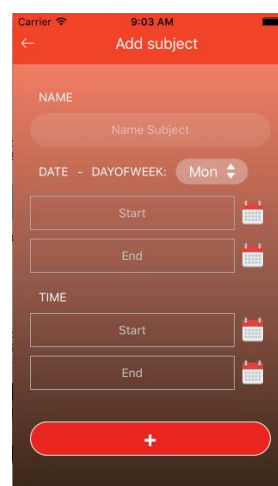 Carrier 9:03 AM
← Add subject
NAME
Name Subject
DATE - DAYOFWEEK: Mon
Start
End
TIME
Start
End
+